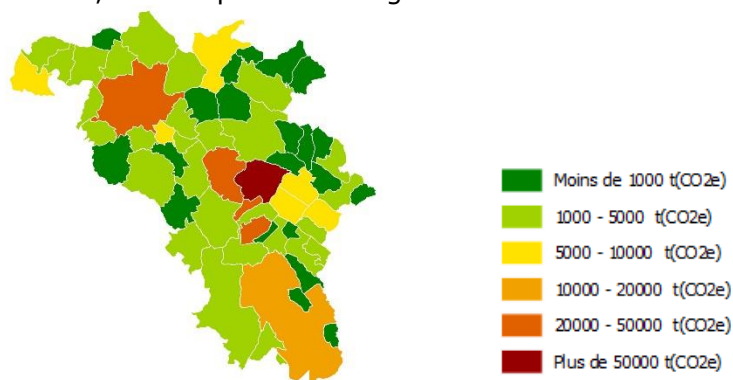 Moins de 1000 t(CO2e)
1000 - 5000 t(CO2e)
5000 - 10000 t(CO2e)
10000 - 20000 t(CO2e)
20000 - 50000 t(CO2e)
Plus de 50000 t(CO2e)